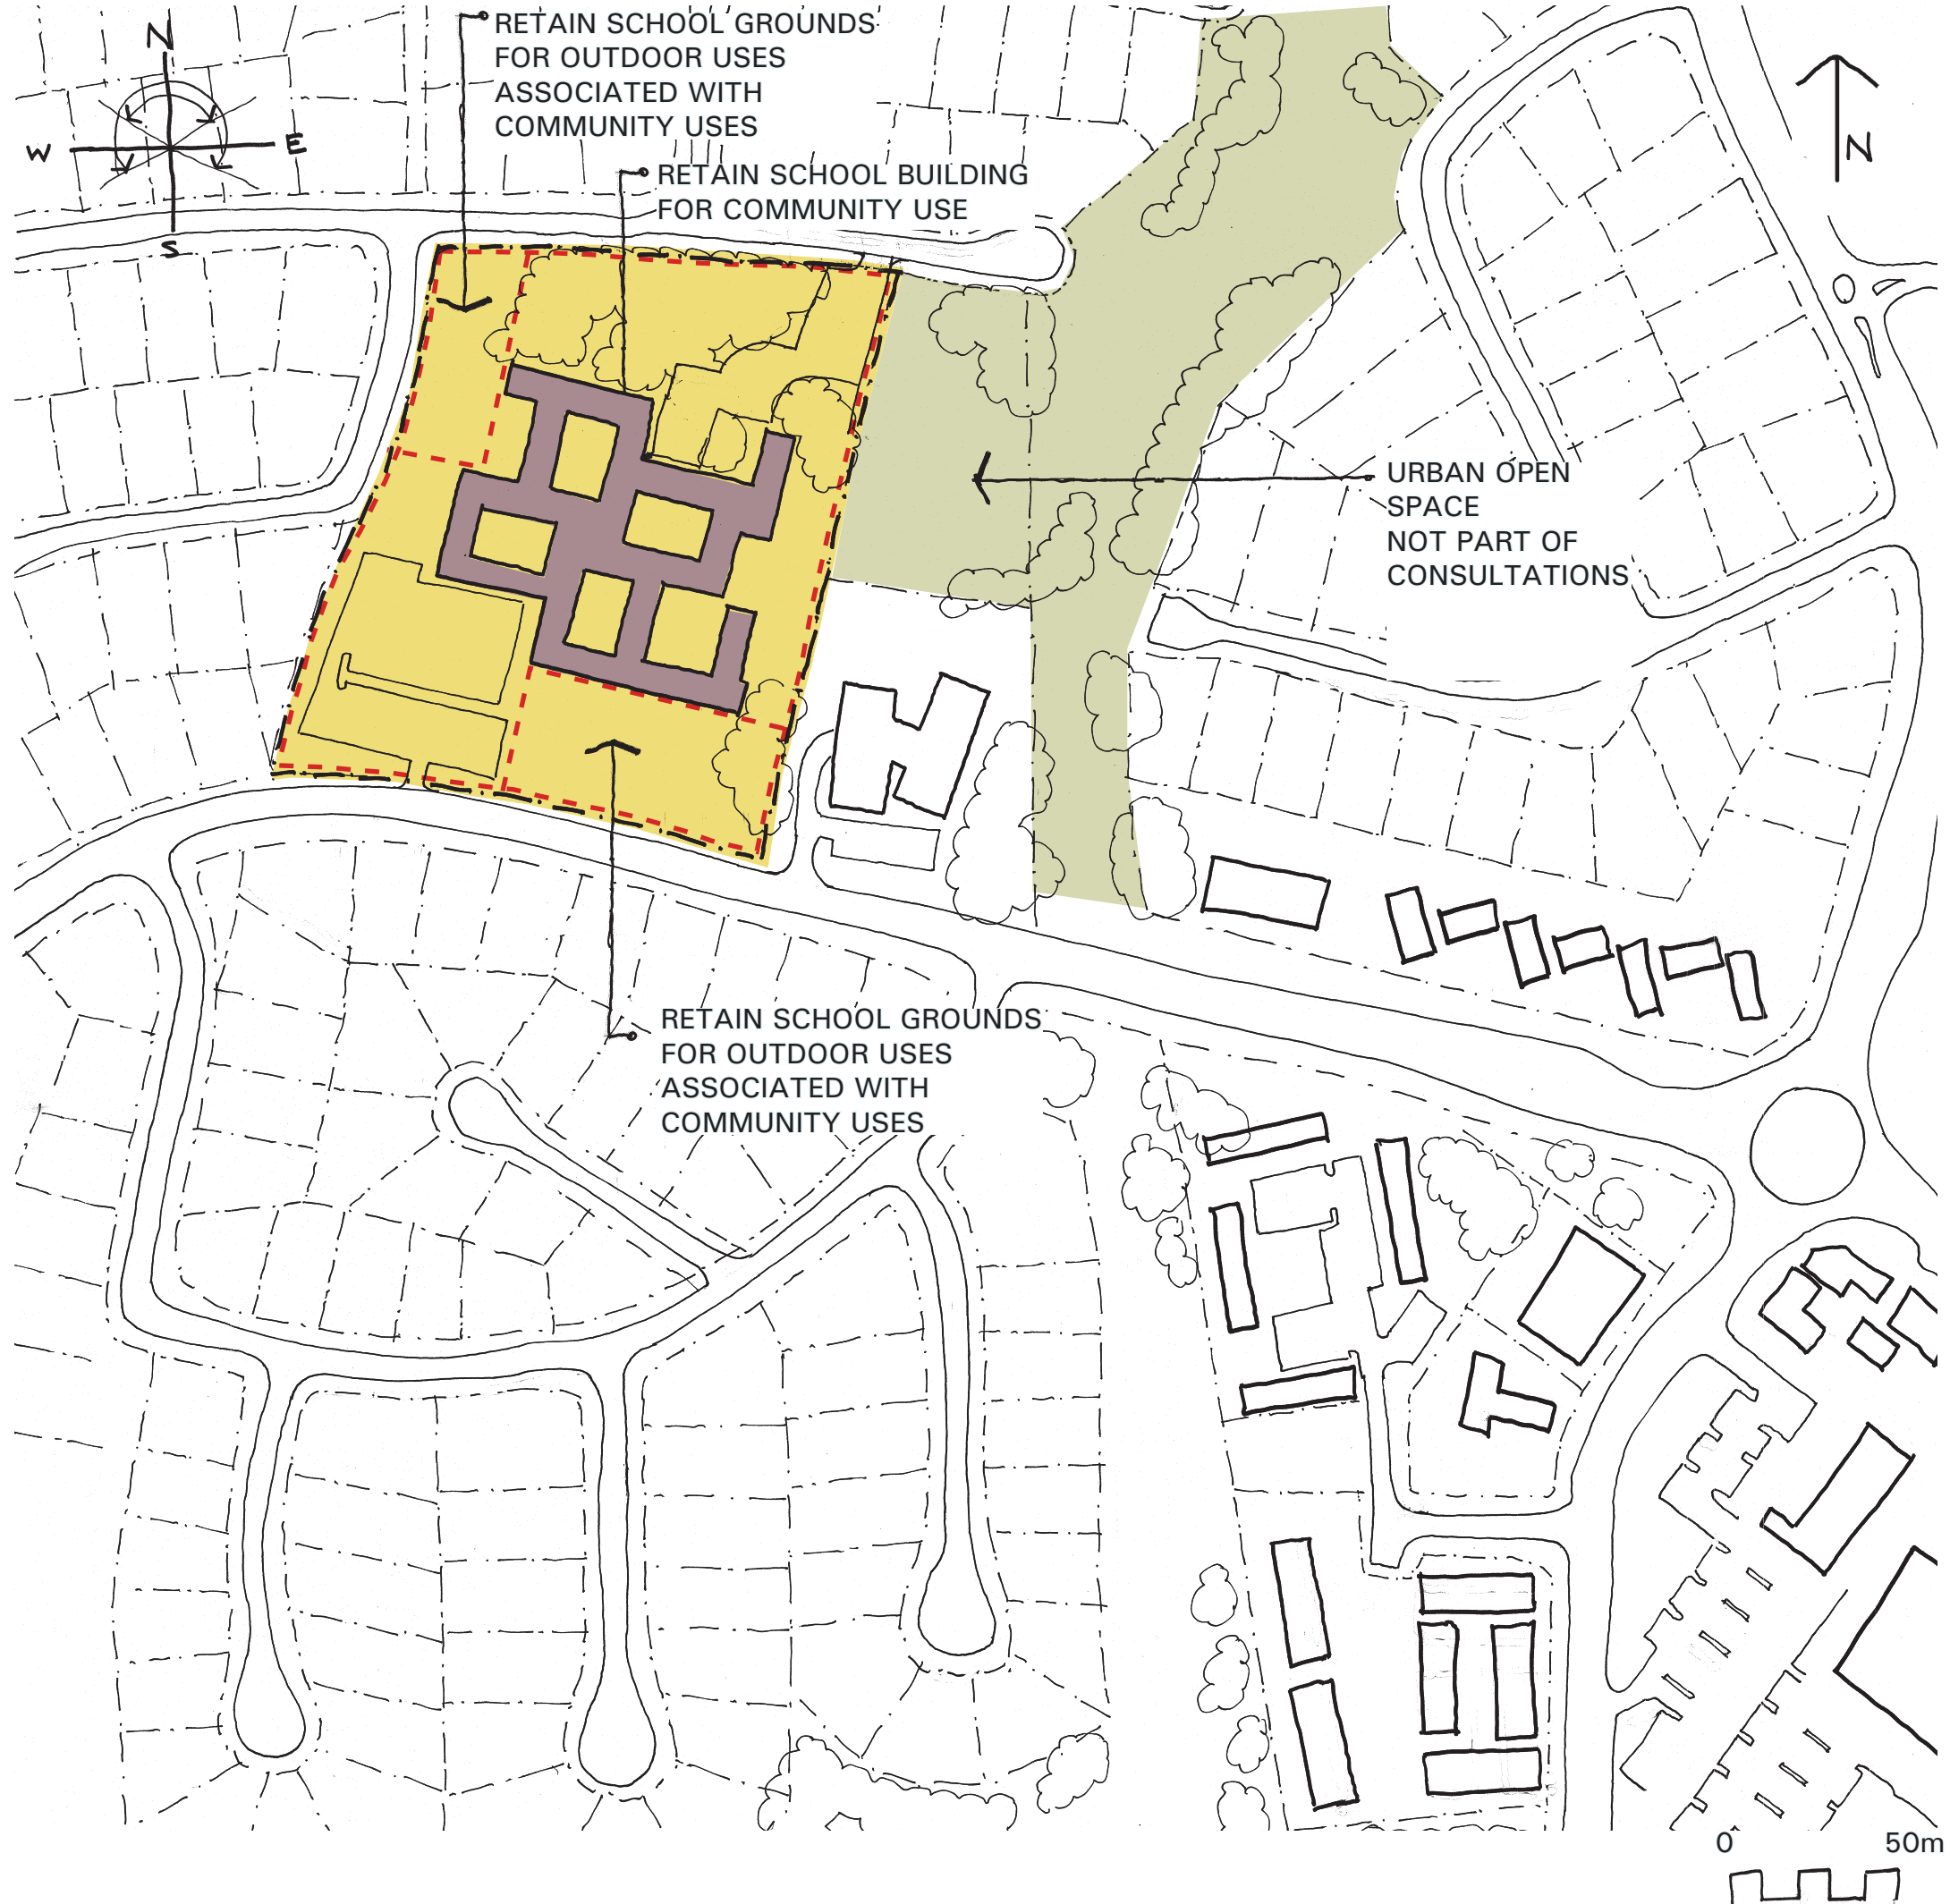 RETAIN SCHOOL GROUNDS
FOR OUTDOOR USES
ASSOCIATED WITH
COMMUNITY USES
N
W
E
S
N
RETAIN SCHOOL BUILDING
FOR COMMUNITY USE
URBAN OPEN
SPACE
NOT PART OF
CONSULTATIONS
RETAIN SCHOOL GROUNDS
FOR OUTDOOR USES
ASSOCIATED WITH
COMMUNITY USES
0 50m